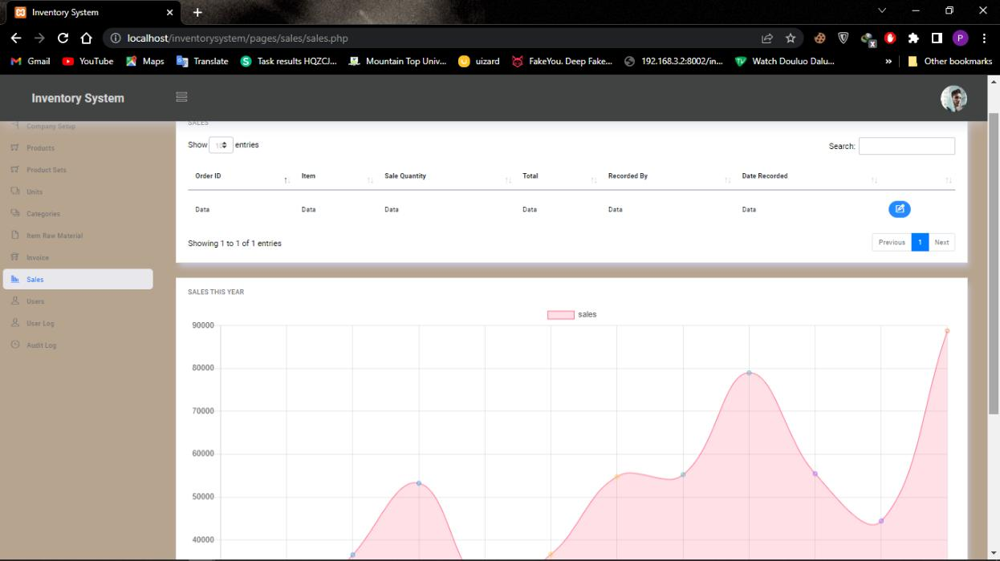 Inventory System
localhost/inventorysystem/pages/sales/sales.php
P
Gmail YouTube Maps Translate Task results HQZCJ... Mountain Top Univ... uizard FakeYou. Deep Fake... 192.168.3.2:8002/in... Watch Douluo Dalu... » Other bookmarks
Inventory System
Company Setup
Products
Product Sets
Units
Categories
Item Raw Material
Invoice
Sales
Users
User Log
Audit Log
SALES
Show 10 entries
Search:
Order ID Item Sale Quantity Total Recorded By Date Recorded
Data Data Data Data Data Data
Showing 1 to 1 of 1 entries
Previous 1 Next
SALES THIS YEAR
sales
90000
80000
70000
60000
50000
40000